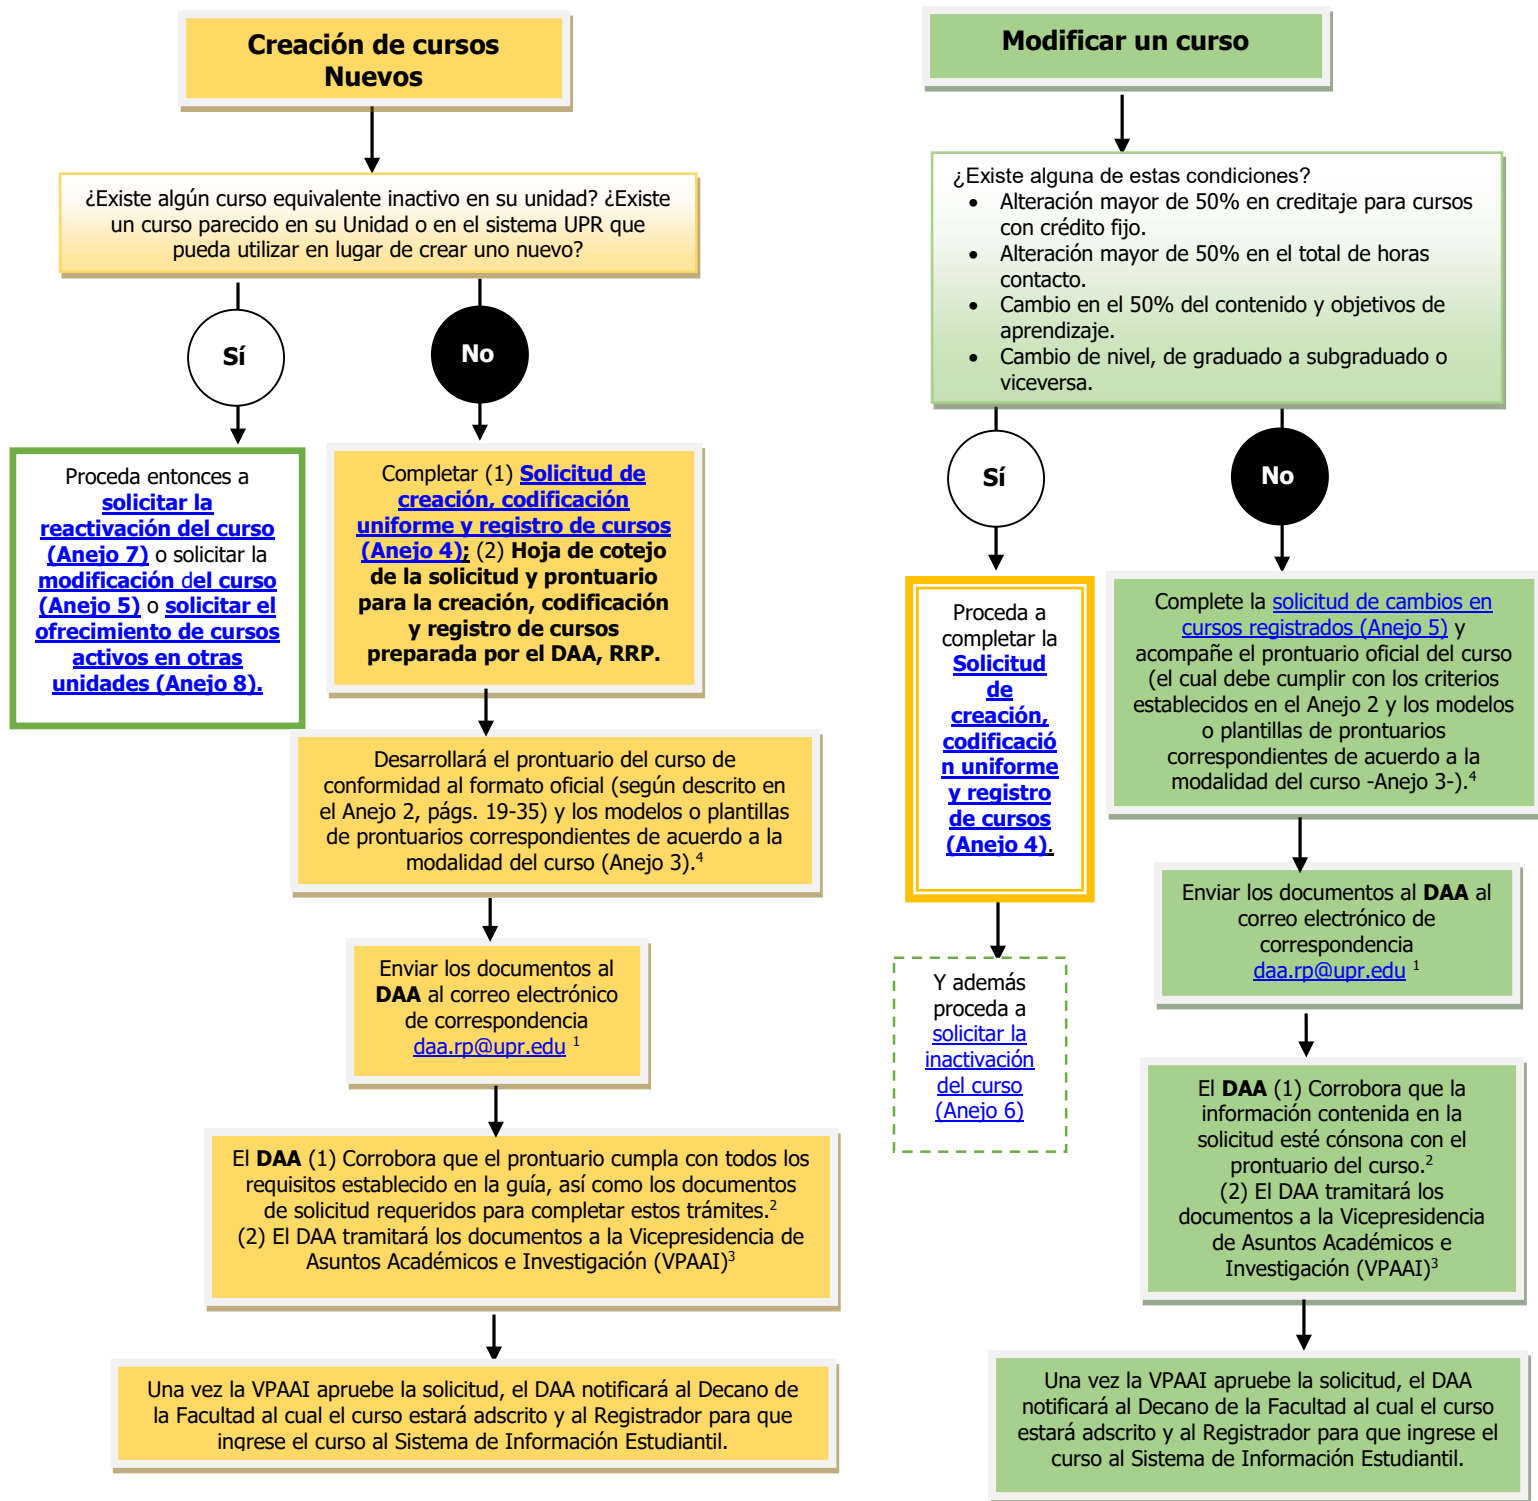 Creación de cursos
Nuevos
¿Existe algún curso equivalente inactivo en su unidad? ¿Existe
un curso parecido en su Unidad o en el sistema UPR que
pueda utilizar en lugar de crear uno nuevo?
Sí
No
Proceda entonces a
solicitar la
reactivación del curso
(Anejo 7) o solicitar la
modificación del curso
(Anejo 5) o solicitar el
ofrecimiento de cursos
activos en otras
unidades (Anejo 8).
Completar (1) Solicitud de
creación, codificación
uniforme y registro de cursos
(Anejo 4); (2) Hoja de cotejo
de la solicitud y prontuario
para la creación, codificación
y registro de cursos
preparada por el DAA, RRP.
Desarrollará el prontuario del curso de
conformidad al formato oficial (según descrito en
el Anejo 2, págs. 19-35) y los modelos o plantillas
de prontuarios correspondientes de acuerdo a la
modalidad del curso (Anejo 3).4
Enviar los documentos al
DAA al correo electrónico
de correspondencia
daa.rp@upr.edu 1
El DAA (1) Corrobora que el prontuario cumpla con todos los
requisitos establecido en la guía, así como los documentos
de solicitud requeridos para completar estos trámites.2
(2) El DAA tramitará los documentos a la Vicepresidencia de
Asuntos Académicos e Investigación (VPAAI)3
Una vez la VPAAI apruebe la solicitud, el DAA notificará al Decano de
la Facultad al cual el curso estará adscrito y al Registrador para que
ingrese el curso al Sistema de Información Estudiantil.
Modificar un curso
¿Existe alguna de estas condiciones?
• Alteración mayor de 50% en creditaje para cursos
con crédito fijo.
• Alteración mayor de 50% en el total de horas
contacto.
• Cambio en el 50% del contenido y objetivos de
aprendizaje.
• Cambio de nivel, de graduado a subgraduado o
viceversa.
Sí
No
Proceda a
completar la
Solicitud
de
creación,
codificació
n uniforme
y registro
de cursos
(Anejo 4).
Y además
proceda a
solicitar la
inactivación
del curso
(Anejo 6)
Complete la solicitud de cambios en
cursos registrados (Anejo 5) y
acompañe el prontuario oficial del curso
(el cual debe cumplir con los criterios
establecidos en el Anejo 2 y los modelos
o plantillas de prontuarios
correspondientes de acuerdo a la
modalidad del curso -Anejo 3-).4
Enviar los documentos al DAA al
correo electrónico de
correspondencia
daa.rp@upr.edu 1
El DAA (1) Corrobora que la
información contenida en la
solicitud esté cónsona con el
prontuario del curso.2
(2) El DAA tramitará los
documentos a la Vicepresidencia
de Asuntos Académicos e
Investigación (VPAAI)3
Una vez la VPAAI apruebe la solicitud, el DAA
notificará al Decano de la Facultad al cual el curso
estará adscrito y al Registrador para que ingrese el
curso al Sistema de Información Estudiantil.